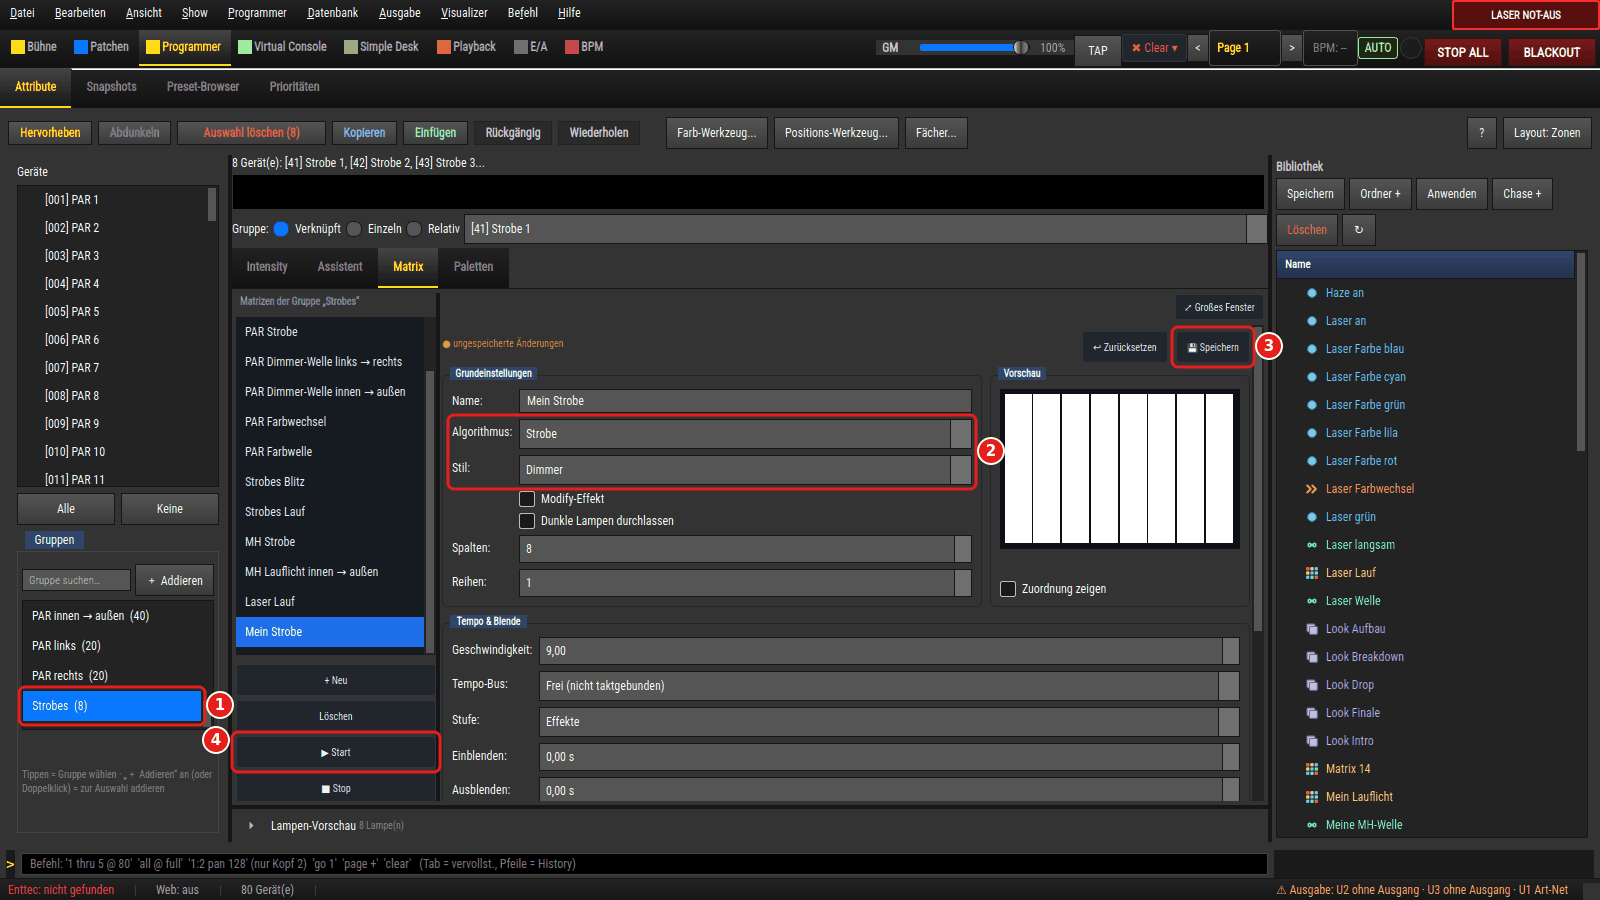 Datei Bearbeiten Ansicht Show Programmer Datenbank Ausgabe Visualizer Befehl Hilfe
LASER NOT-AUS
Bühne Patchen Programmer Virtual Console Simple Desk Playback E/A BPM
GM 100% TAP ✖ Clear ▾ < Page 1 > BPM: -- AUTO STOP ALL BLACKOUT
Attribute Snapshots Preset-Browser Prioritäten
Hervorheben Abdunkeln Auswahl löschen (8) Kopieren Einfügen Rückgängig Wiederholen Farb-Werkzeug... Positions-Werkzeug... Fächer... ? Layout: Zonen
Geräte
[001] PAR 1
[002] PAR 2
[003] PAR 3
[004] PAR 4
[005] PAR 5
[006] PAR 6
[007] PAR 7
[008] PAR 8
[009] PAR 9
[010] PAR 10
[011] PAR 11
Alle Keine
Gruppen
Gruppe suchen... + Addieren
PAR innen → außen (40)
PAR links (20)
PAR rechts (20)
Strobes (8)
1
4
Tippen = Gruppe wählen · „ + Addieren" an (oder
Doppelklick) = zur Auswahl addieren
8 Gerät(e): [41] Strobe 1, [42] Strobe 2, [43] Strobe 3...
Gruppe: Verknüpft Einzeln Relativ [41] Strobe 1
Intensity Assistent Matrix Paletten
Matrizen der Gruppe „Strobes"
PAR Strobe
PAR Dimmer-Welle links → rechts
PAR Dimmer-Welle innen → außen
PAR Farbwechsel
PAR Farbwelle
Strobes Blitz
Strobes Lauf
MH Strobe
MH Lauflicht innen → außen
Laser Lauf
Mein Strobe
+ Neu
Löschen
▶ Start
■ Stop
⤢ Großes Fenster
ungespeicherte Änderungen
↩ Zurücksetzen 💾 Speichern 3
Grundeinstellungen
Name: Mein Strobe
Algorithmus: Strobe
Stil: Dimmer
2
Modify-Effekt
Dunkle Lampen durchlassen
Spalten: 8
Reihen: 1
Vorschau
Zuordnung zeigen
Tempo & Blende
Geschwindigkeit: 9,00
Tempo-Bus: Frei (nicht taktgebunden)
Stufe: Effekte
Einblenden: 0,00 s
Ausblenden: 0,00 s
Lampen-Vorschau 8 Lampe(n)
Bibliothek
Speichern Ordner + Anwenden Chase +
Löschen ↻
Name
Haze an
Laser an
Laser Farbe blau
Laser Farbe cyan
Laser Farbe grün
Laser Farbe lila
Laser Farbe rot
Laser Farbwechsel
Laser grün
Laser langsam
Laser Lauf
Laser Welle
Look Aufbau
Look Breakdown
Look Drop
Look Finale
Look Intro
Matrix 14
Mein Lauflicht
Meine MH-Welle
> Befehl: '1 thru 5 @ 80' 'all @ full' '1:2 pan 128' (nur Kopf 2) 'go 1' 'page +' 'clear' (Tab = vervollst., Pfeile = History)
Enttec: nicht gefunden Web: aus 80 Gerät(e) ⚠ Ausgabe: U2 ohne Ausgang · U3 ohne Ausgang · U1 Art-Net